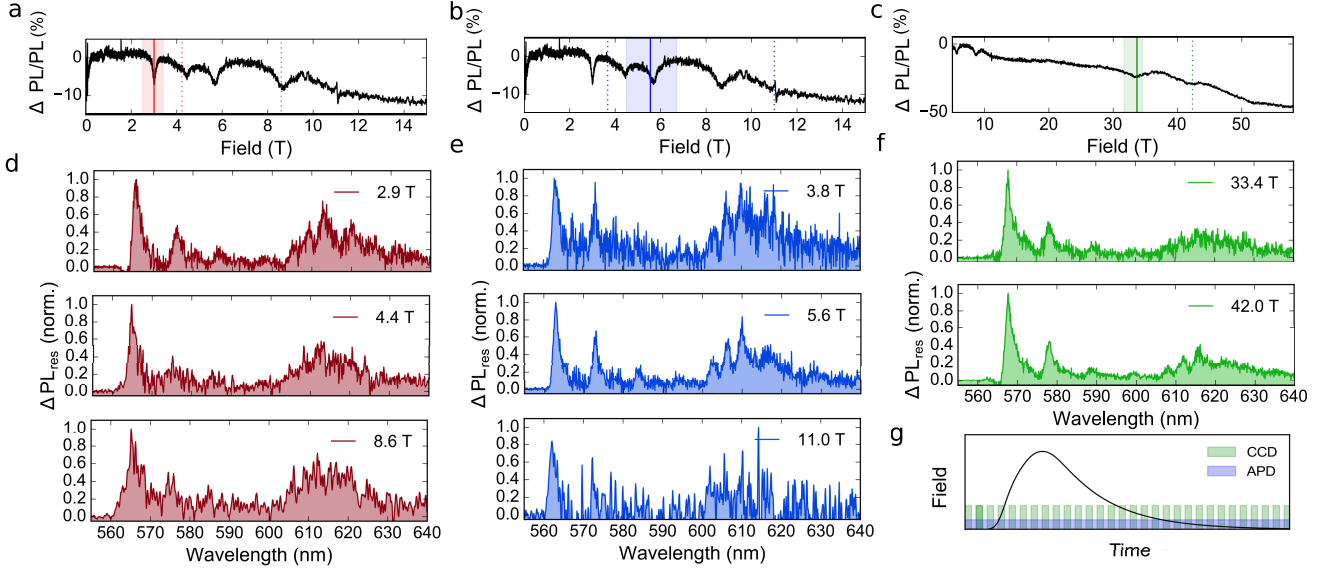 a
Δ PL/PL (%)
0
−10
0 2 4 6 8 10 12 14
Field (T)
b
Δ PL/PL (%)
0
−10
0 2 4 6 8 10 12 14
Field (T)
c
Δ PL/PL (%)
0
−50
10 20 30 40 50
Field (T)
d
ΔPLres (norm.)
1.0
0.8
0.6
0.4
0.2
0.0
2.9 T
1.0
0.8
0.6
0.4
0.2
0.0
4.4 T
1.0
0.8
0.6
0.4
0.2
0.0
8.6 T
560 570 580 590 600 610 620 630 640
Wavelength (nm)
e
ΔPLres (norm.)
1.0
0.8
0.6
0.4
0.2
0.0
3.8 T
1.0
0.8
0.6
0.4
0.2
0.0
5.6 T
1.0
0.8
0.6
0.4
0.2
0.0
11.0 T
560 570 580 590 600 610 620 630 640
Wavelength (nm)
f
ΔPLres (norm.)
1.0
0.8
0.6
0.4
0.2
0.0
33.4 T
1.0
0.8
0.6
0.4
0.2
0.0
42.0 T
560 570 580 590 600 610 620 630 640
Wavelength (nm)
g
Field
CCD
APD
Time